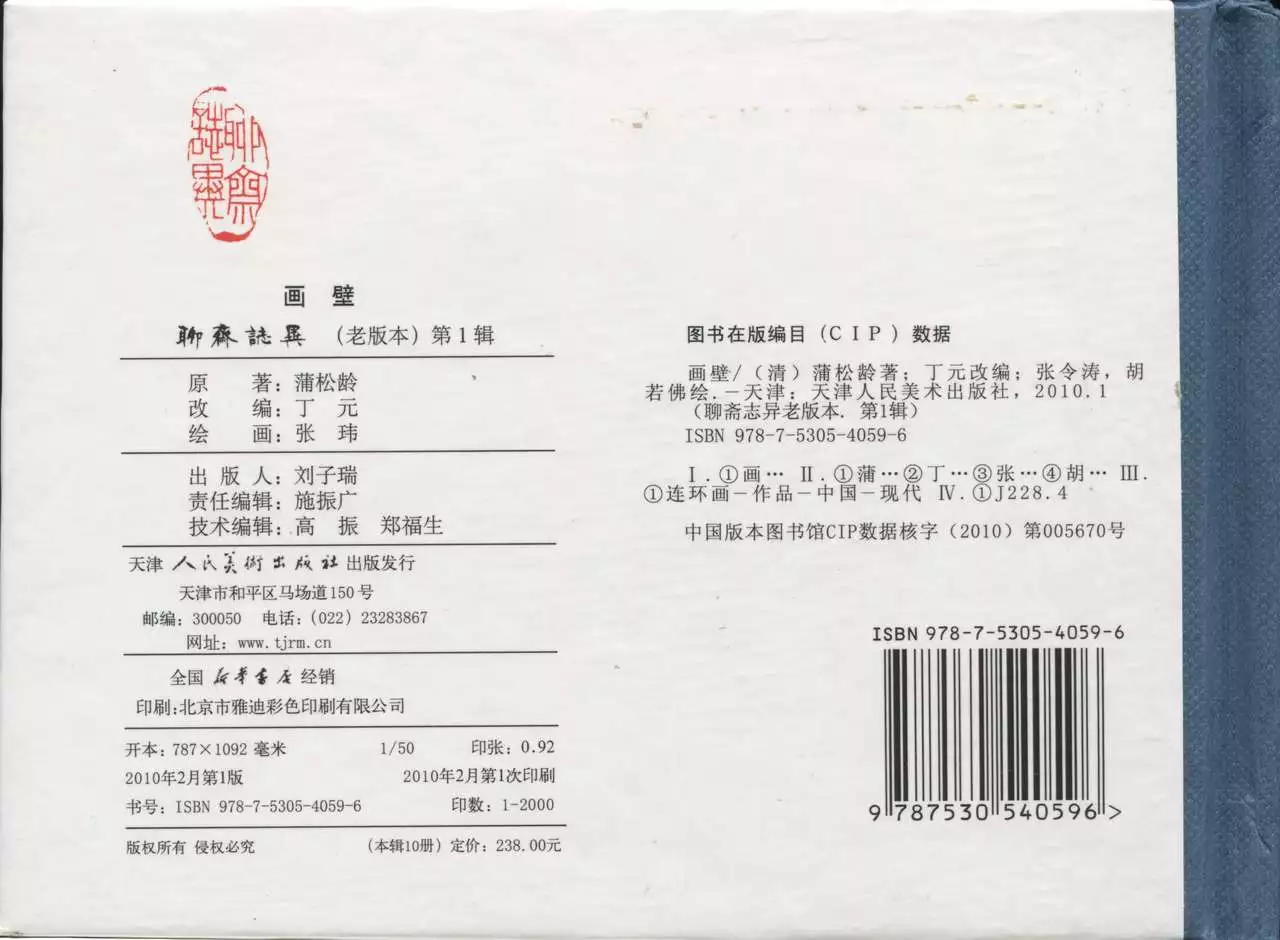 聊齋誌異
画 壁
聊齋誌異（老版本）第1辑
原　　著：蒲松龄
改　　编：丁　元
绘　　画：张　玮
出 版 人：刘子瑞
责任编辑：施振广
技术编辑：高　振　郑福生
天津人民美術出版社出版发行
天津市和平区马场道150号
邮编：300050　电话：(022) 23283867
网址：www.tjrm.cn
全国新华书店经销
印刷:北京市雅迪彩色印刷有限公司
开本：787×1092 毫米　1/50　印张：0.92
2010年2月第1版　2010年2月第1次印刷
书号：ISBN 978-7-5305-4059-6　印数：1-2000
版权所有 侵权必究　（本辑10册）定价：238.00元
图书在版编目（CIP）数据
画壁/（清）蒲松龄著；丁元改编；张令涛，胡
若佛绘.－天津：天津人民美术出版社，2010.1
（聊斋志异老版本. 第1辑）
ISBN 978-7-5305-4059-6
Ⅰ.①画… Ⅱ.①蒲…②丁…③张…④胡… Ⅲ.
①连环画－作品－中国－现代 Ⅳ.①J228.4
中国版本图书馆CIP数据核字（2010）第005670号
ISBN 978-7-5305-4059-6
9 787530 540596 >